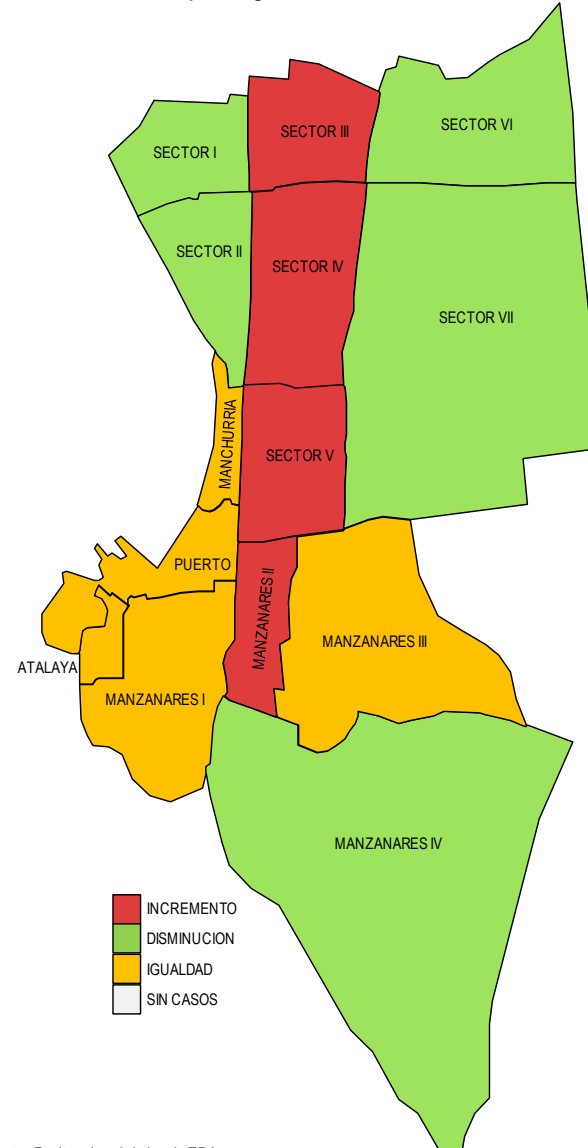 SECTOR III
SECTOR VI
SECTOR I
SECTOR II
SECTOR IV
SECTOR VII
MANCHURRIA
SECTOR V
PUERTO
MANZANARES II
MANZANARES III
ATALAYA
MANZANARES I
MANZANARES IV
INCREMENTO
DISMINUCION
IGUALDAD
SIN CASOS